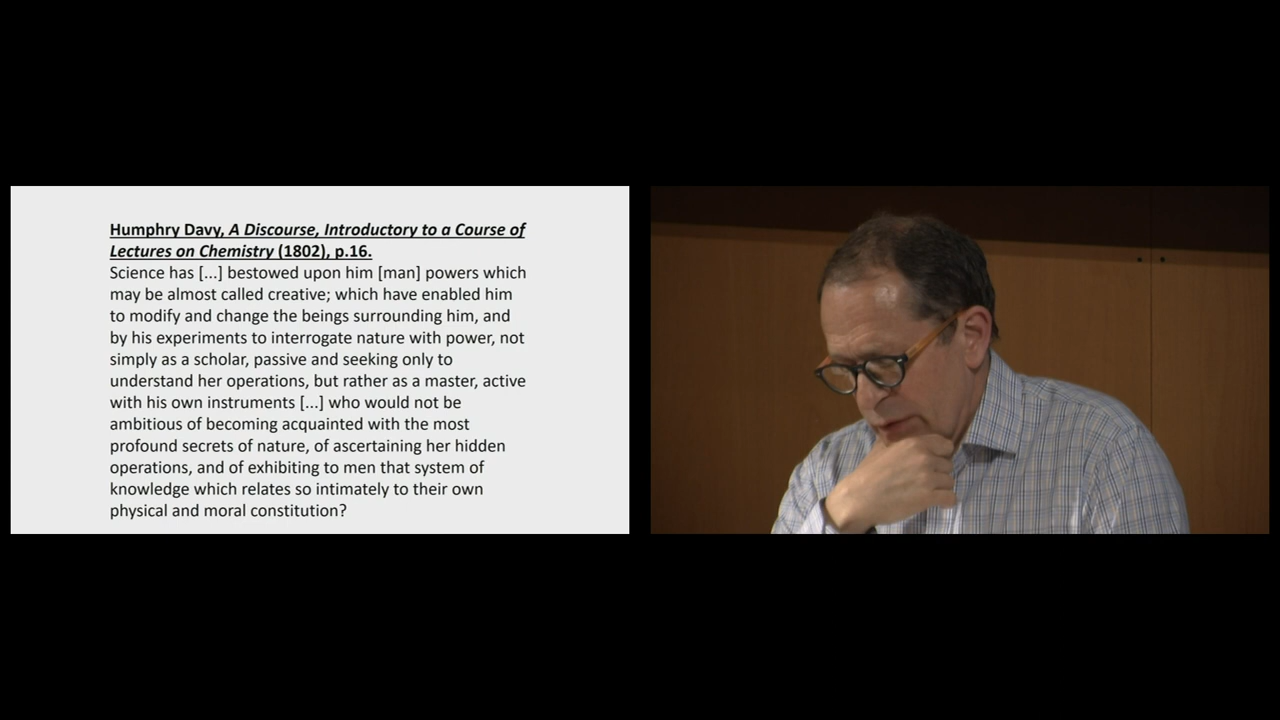 Humphry Davy, A Discourse, Introductory to a Course of
Lectures on Chemistry (1802), p.16.
Science has [...] bestowed upon him [man] powers which
may be almost called creative; which have enabled him
to modify and change the beings surrounding him, and
by his experiments to interrogate nature with power, not
simply as a scholar, passive and seeking only to
understand her operations, but rather as a master, active
with his own instruments [...] who would not be
ambitious of becoming acquainted with the most
profound secrets of nature, of ascertaining her hidden
operations, and of exhibiting to men that system of
knowledge which relates so intimately to their own
physical and moral constitution?